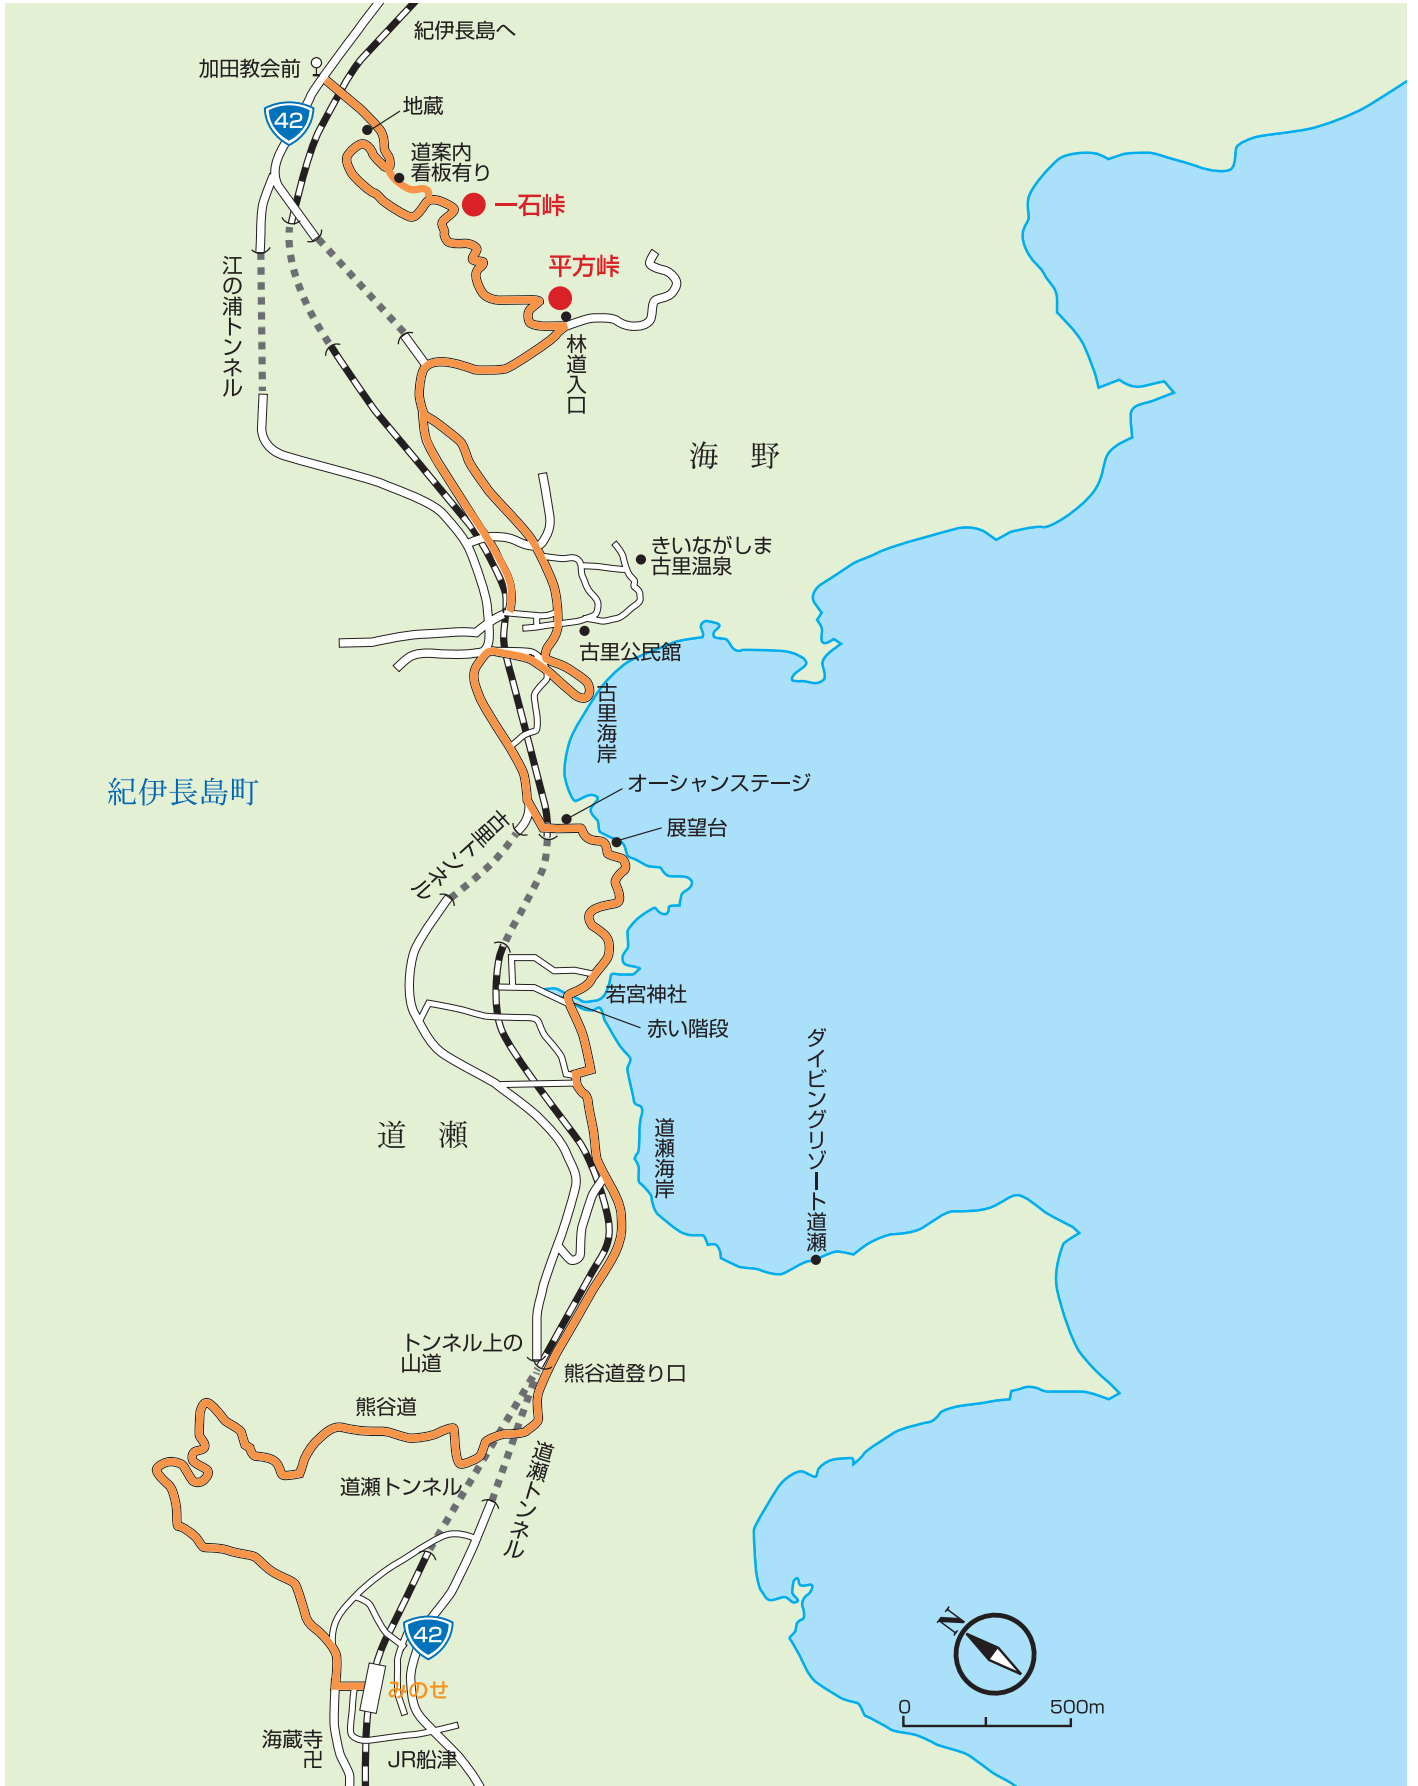 紀伊長島へ
加田教会前
地蔵
42
道案内
看板有り
一石峠
平方峠
江の浦トンネル
林道入口
海 野
きいながしま
古里温泉
古里公民館
古里海岸
紀伊長島町
オーシャンステージ
古里トンネル
展望台
若宮神社
赤い階段
ダイビングリゾート道瀬
道瀬海岸
道 瀬
トンネル上の
山道
熊谷道登り口
熊谷道
道瀬トンネル
道瀬トンネル
N
42
みのせ
0 500m
海蔵寺
卍
JR船津